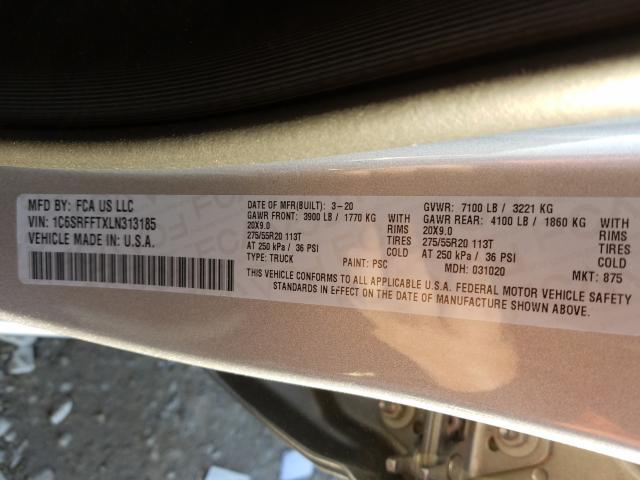 MFD BY: FCA US LLC
VIN: 1C6SRFFTXLN313185
VEHICLE MADE IN: U.S.A.
DATE OF MFR(BUILT): 3-20
GAWR FRONT: 3900 LB / 1770 KG
20X9.0 WITH RIMS
275/55R20 113T TIRES
AT 250 kPa / 36 PSI COLD
TYPE: TRUCK PAINT: PSC
GVWR: 7100 LB / 3221 KG
GAWR REAR: 4100 LB / 1860 KG WITH
20X9.0 RIMS
275/55R20 113T TIRES
AT 250 kPa / 36 PSI COLD
MDH: 031020 MKT: 875
THIS VEHICLE CONFORMS TO ALL APPLICABLE U.S.A. FEDERAL MOTOR VEHICLE SAFETY
STANDARDS IN EFFECT ON THE DATE OF MANUFACTURE SHOWN ABOVE.